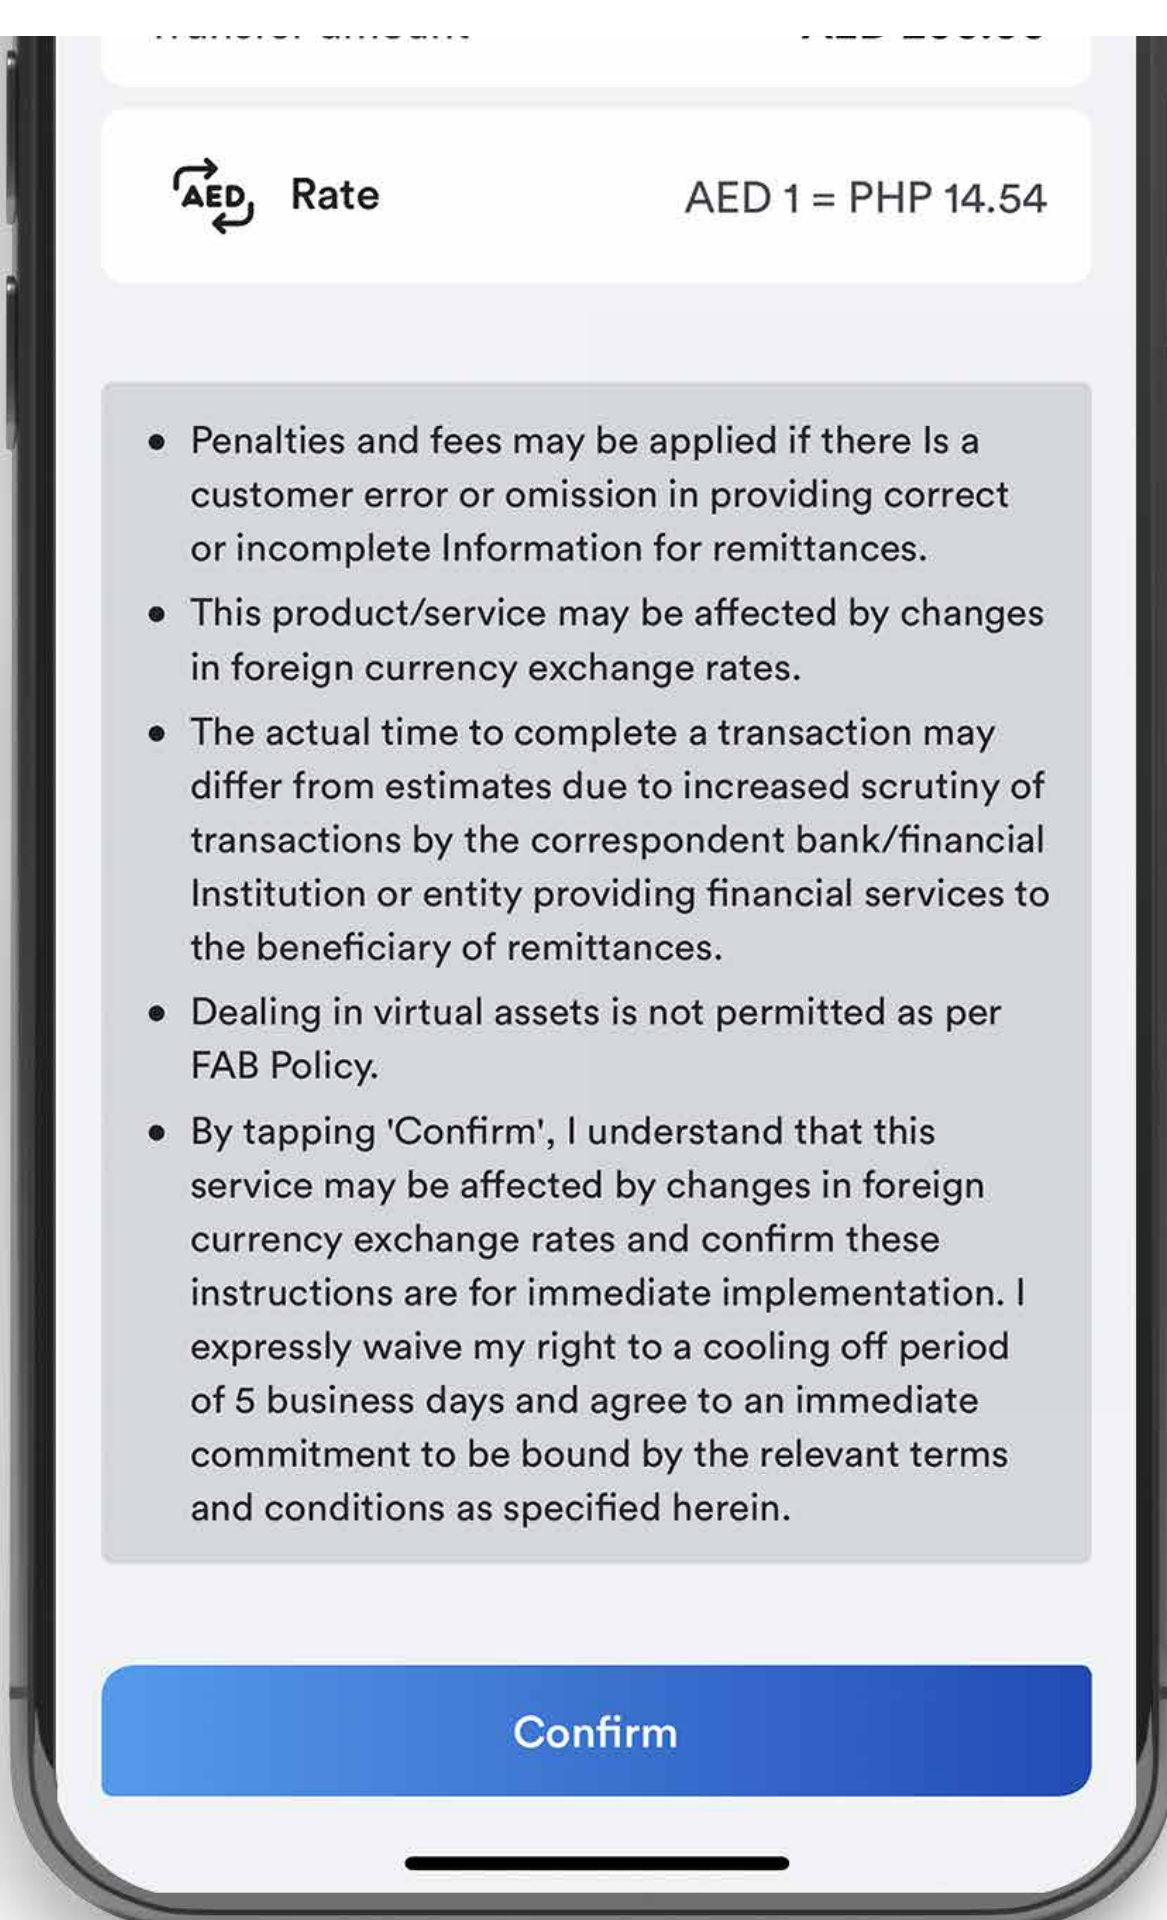 Transfer amount
AED
Rate
AED 1 = PHP 14.54
• Penalties and fees may be applied if there Is a
customer error or omission in providing correct
or incomplete Information for remittances.
• This product/service may be affected by changes
in foreign currency exchange rates.
• The actual time to complete a transaction may
differ from estimates due to increased scrutiny of
transactions by the correspondent bank/financial
Institution or entity providing financial services to
the beneficiary of remittances.
• Dealing in virtual assets is not permitted as per
FAB Policy.
• By tapping 'Confirm', I understand that this
service may be affected by changes in foreign
currency exchange rates and confirm these
instructions are for immediate implementation. I
expressly waive my right to a cooling off period
of 5 business days and agree to an immediate
commitment to be bound by the relevant terms
and conditions as specified herein.
Confirm